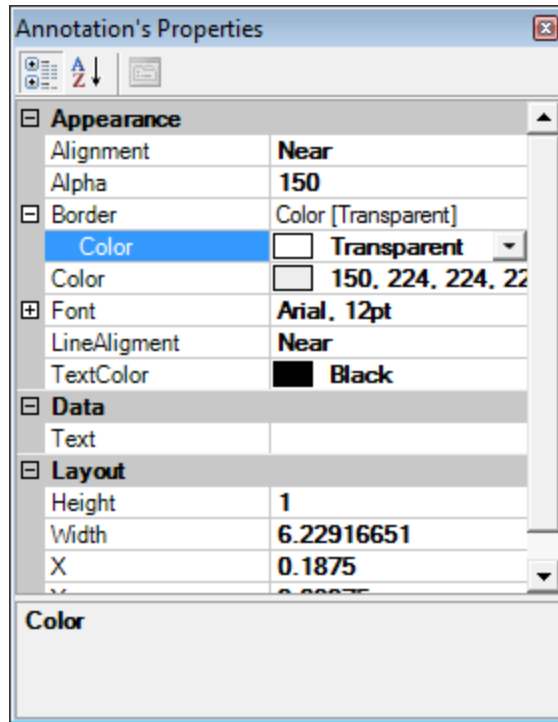 Annotation's Properties
Appearance
Alignment Near
Alpha 150
Border Color [Transparent]
Color Transparent
Color 150, 224, 224, 22
Font Arial, 12pt
LineAligment Near
TextColor Black
Data
Text
Layout
Height 1
Width 6.22916651
X 0.1875
Color